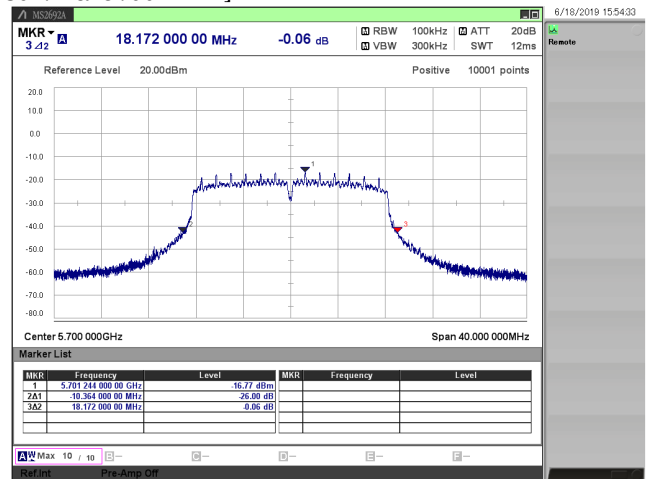 MS2692A
6/18/2019 15:54:33
MKR
3⊿2 A 18.172 000 00 MHz -0.06 dB
M RBW 100kHz M ATT 20dB
M VBW 300kHz SWT 12ms
Remote
Reference Level 20.00dBm Positive 10001 points
20.0
10.0
0.0
-10.0
1
-20.0
-30.0
-40.0
2
3
-50.0
-60.0
-70.0
-80.0
Center 5.700 000GHz Span 40.000 000MHz
Marker List
MKR Frequency Level MKR Frequency Level
1 5.701 244 000 00 GHz -16.77 dBm
2Δ1 -10.364 000 00 MHz -26.00 dB
3Δ2 18.172 000 00 MHz -0.06 dB
A W Max 10 / 10 B— C— D— E— F—
Ref.Int Pre-Amp Off